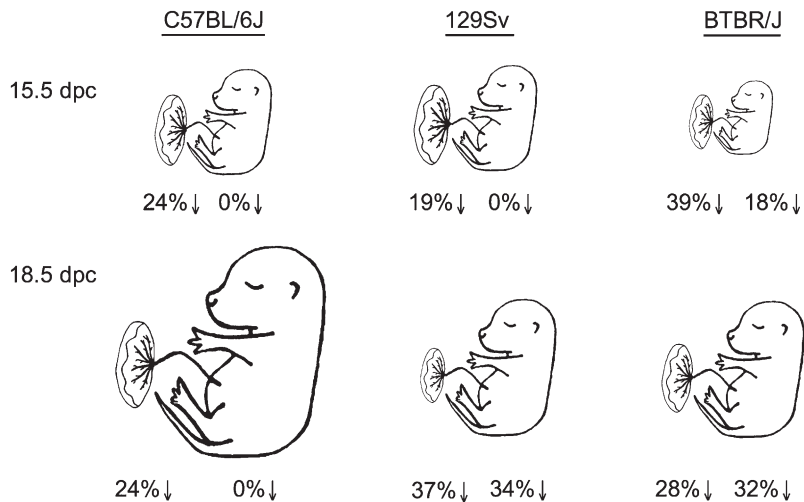 C57BL/6J 129Sv BTBR/J
15.5 dpc
24%↓ 0%↓ 19%↓ 0%↓ 39%↓ 18%↓
18.5 dpc
24%↓ 0%↓ 37%↓ 34%↓ 28%↓ 32%↓